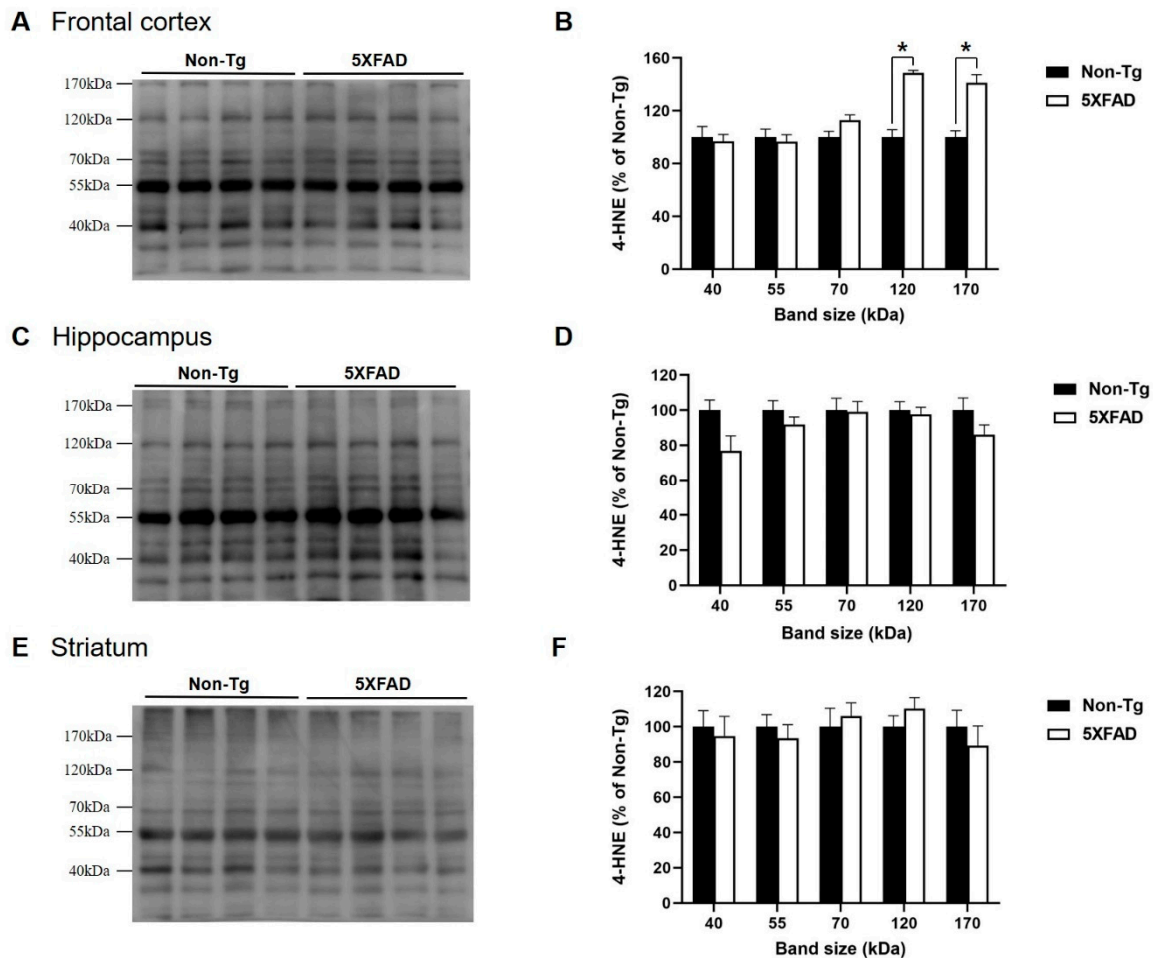 A Frontal cortex
Non-Tg 5XFAD
170kDa
120kDa
70kDa
55kDa
40kDa
B
* *
160
120
80
40
0
4-HNE (% of Non-Tg)
40 55 70 120 170
Band size (kDa)
Non-Tg
5XFAD
C Hippocampus
Non-Tg 5XFAD
170kDa
120kDa
70kDa
55kDa
40kDa
D
120
100
80
60
40
20
0
4-HNE (% of Non-Tg)
40 55 70 120 170
Band size (kDa)
Non-Tg
5XFAD
E Striatum
Non-Tg 5XFAD
170kDa
120kDa
70kDa
55kDa
40kDa
F
120
100
80
60
40
20
0
4-HNE (% of Non-Tg)
40 55 70 120 170
Band size (kDa)
Non-Tg
5XFAD